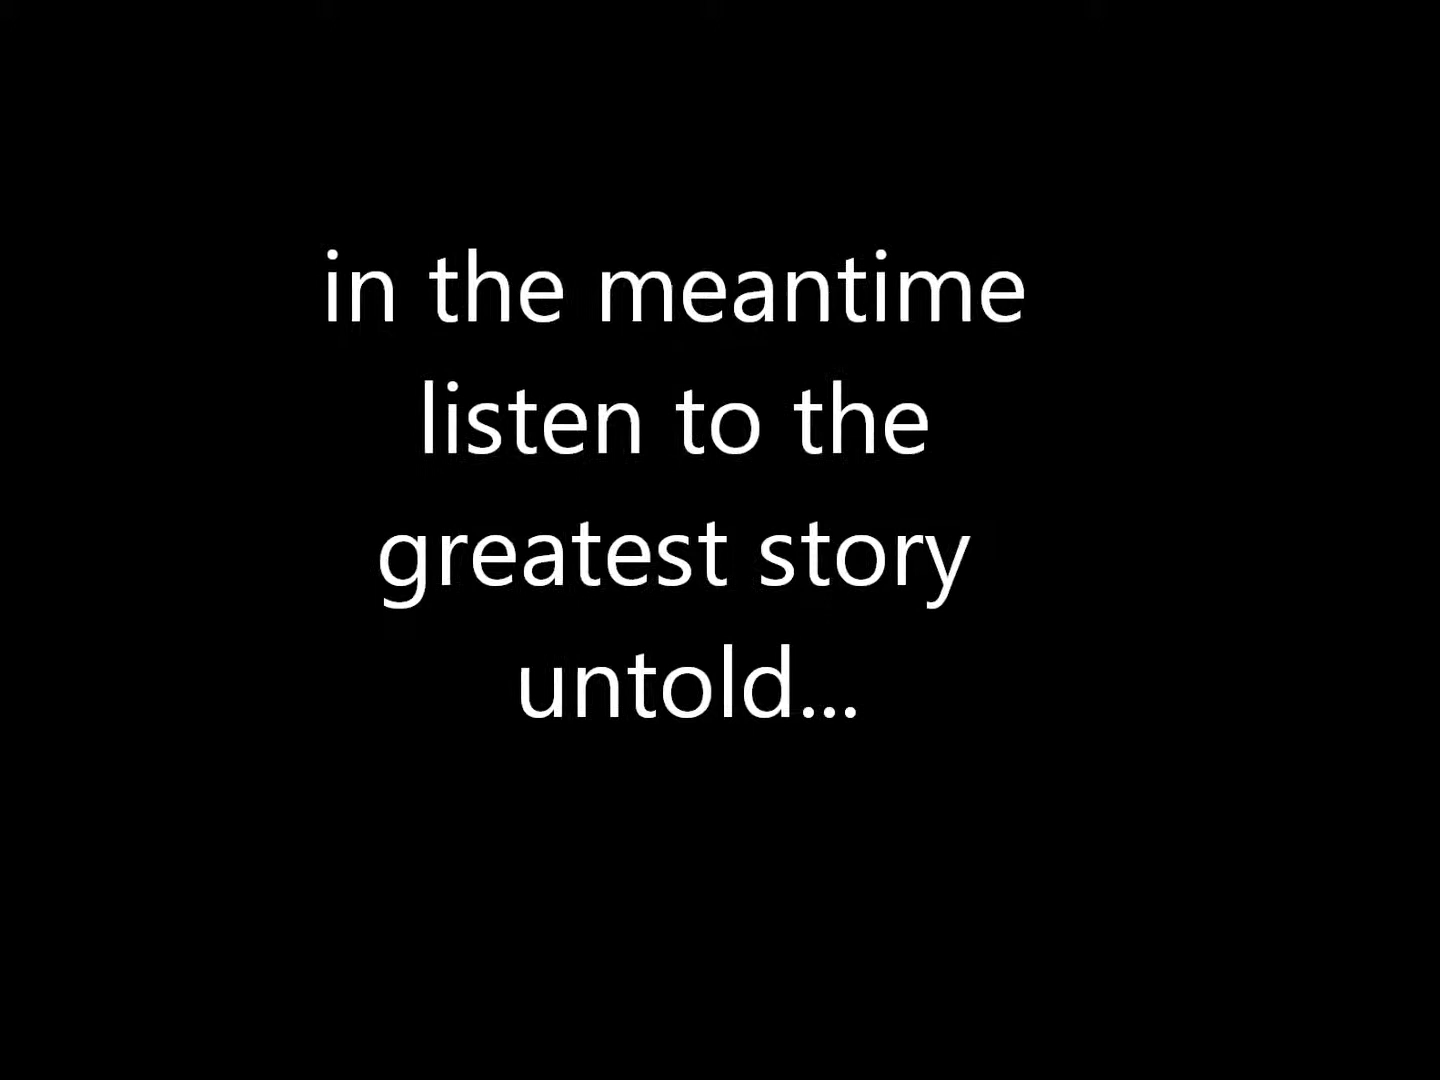 in the meantime
listen to the
greatest story
untold...